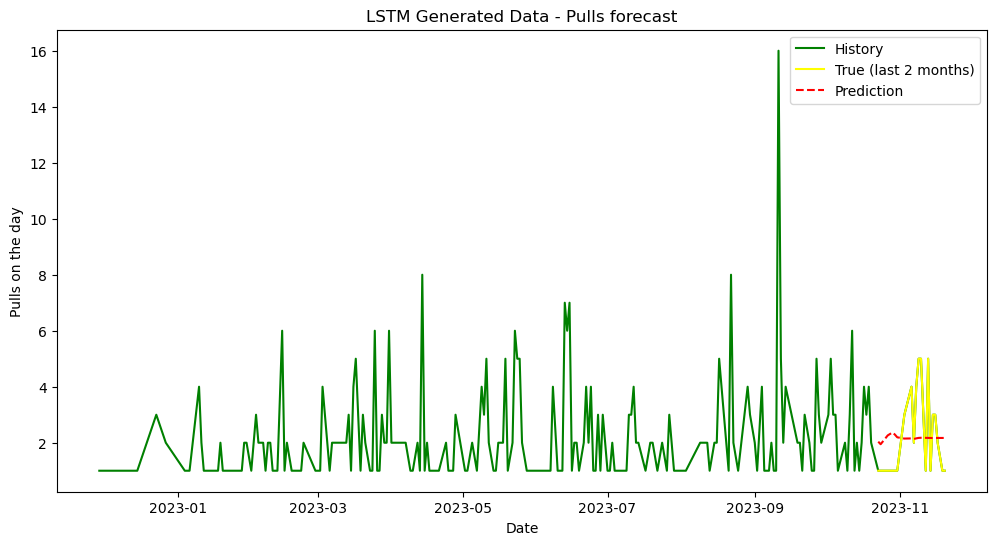 LSTM Generated Data - Pulls forecast
History
True (last 2 months)
Prediction
16
14
12
10
8
6
4
2
Pulls on the day
2023-01
2023-03
2023-05
2023-07
2023-09
2023-11
Date